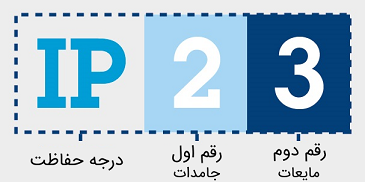 IP 2 3
درجه حفاظت
رقم اول
جامدات
رقم دوم
مایعات